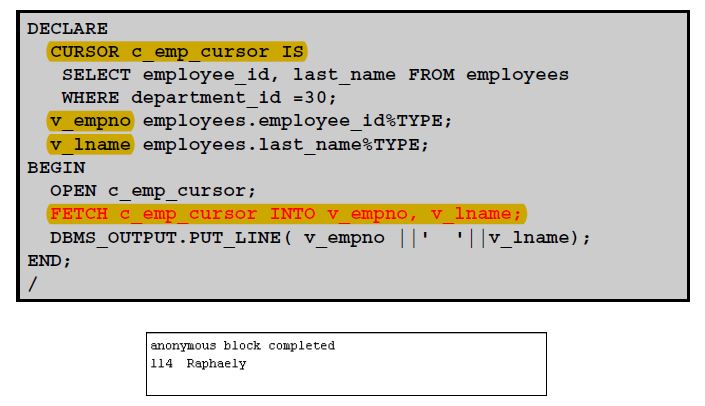 DECLARE
CURSOR c_emp_cursor IS
SELECT employee_id, last_name FROM employees
WHERE department_id =30;
v_empno employees.employee_id%TYPE;
v_lname employees.last_name%TYPE;
BEGIN
OPEN c_emp_cursor;
FETCH c_emp_cursor INTO v_empno, v_lname;
DBMS_OUTPUT.PUT_LINE( v_empno ||'  '||v_lname);
END;
/
anonymous block completed
114  Raphaely